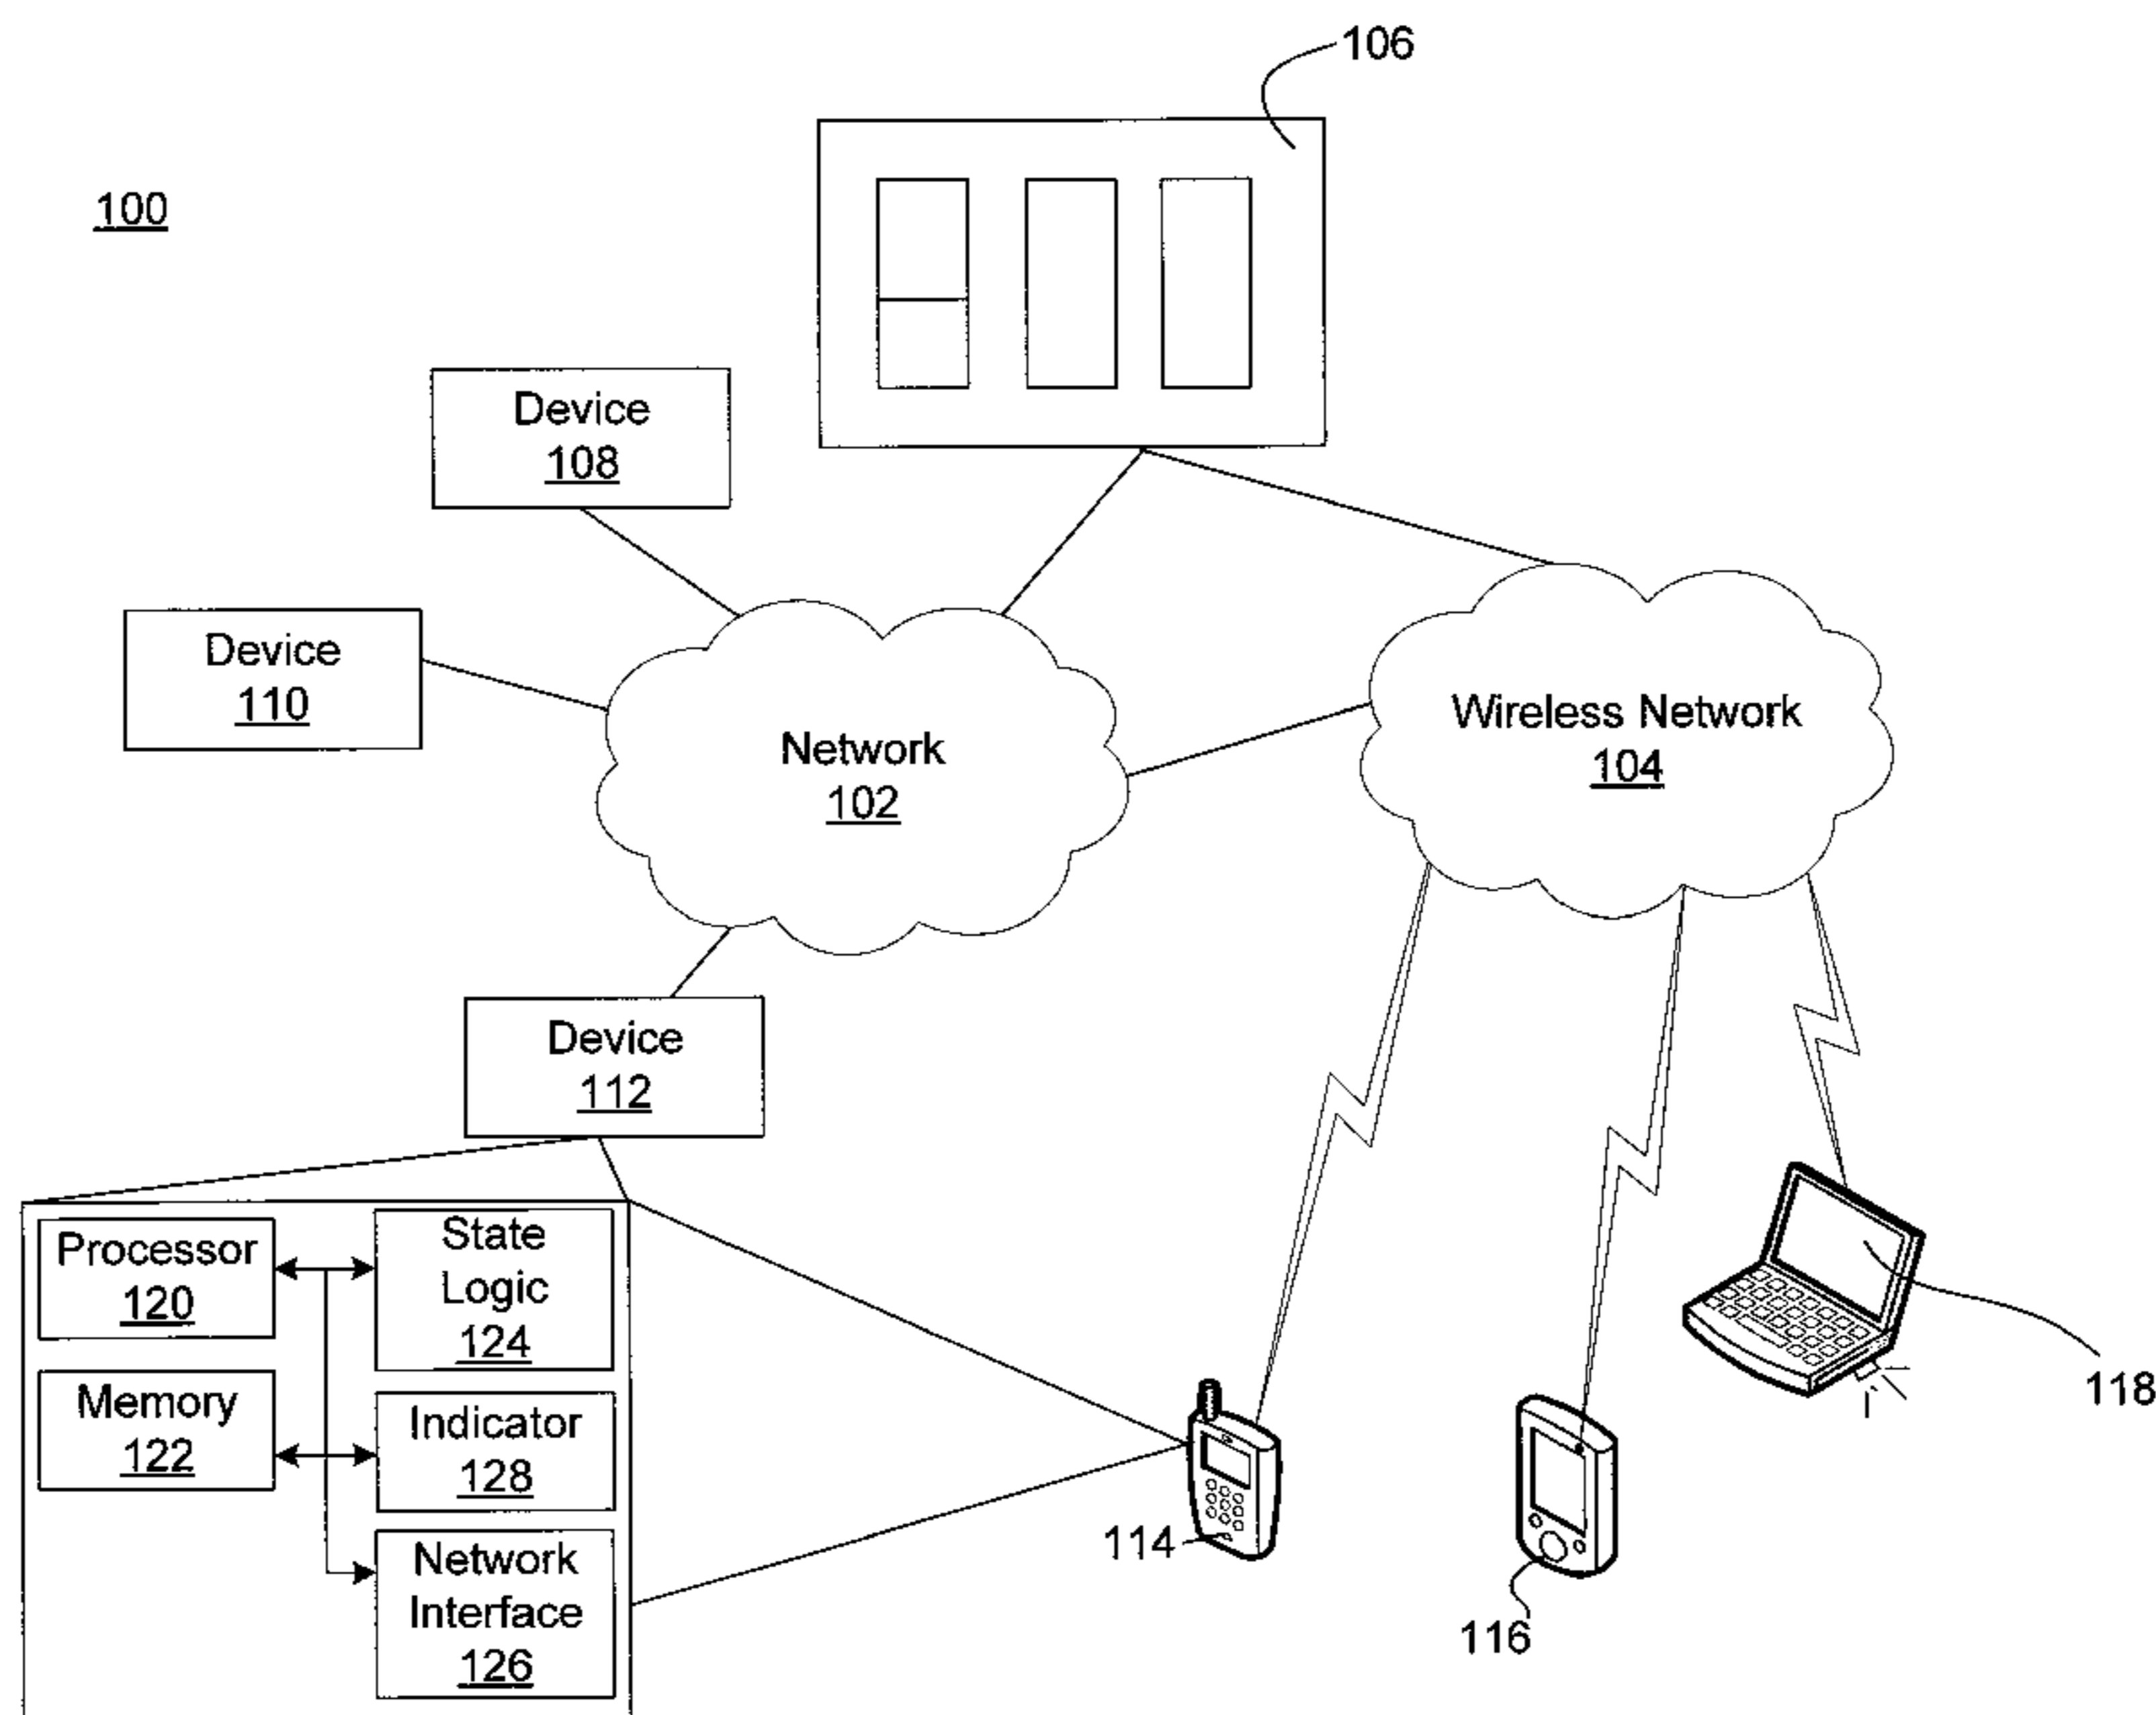 106
100
Device
108
Device
110
Network
102
Wireless Network
104
Device
112
Processor
120
State
Logic
124
Memory
122
Indicator
128
Network
Interface
126
114
116
118